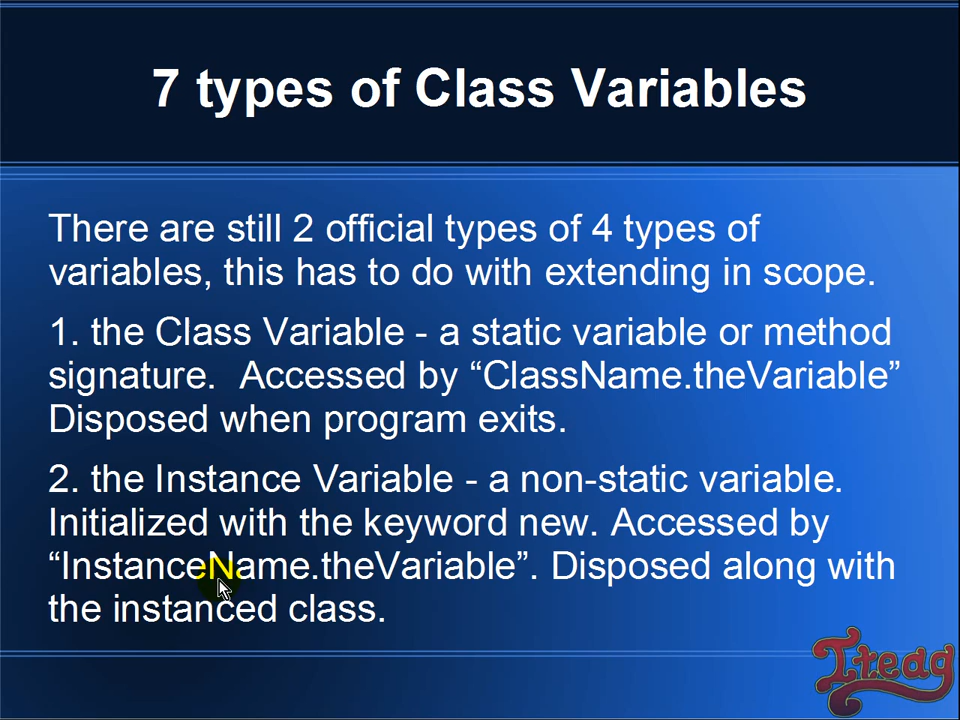 7 types of Class Variables
There are still 2 official types of 4 types of
variables, this has to do with extending in scope.
1. the Class Variable - a static variable or method
signature.  Accessed by “ClassName.theVariable”
Disposed when program exits.
2. the Instance Variable - a non-static variable.
Initialized with the keyword new. Accessed by
“InstanceName.theVariable”. Disposed along with
the instanced class.
Itedg